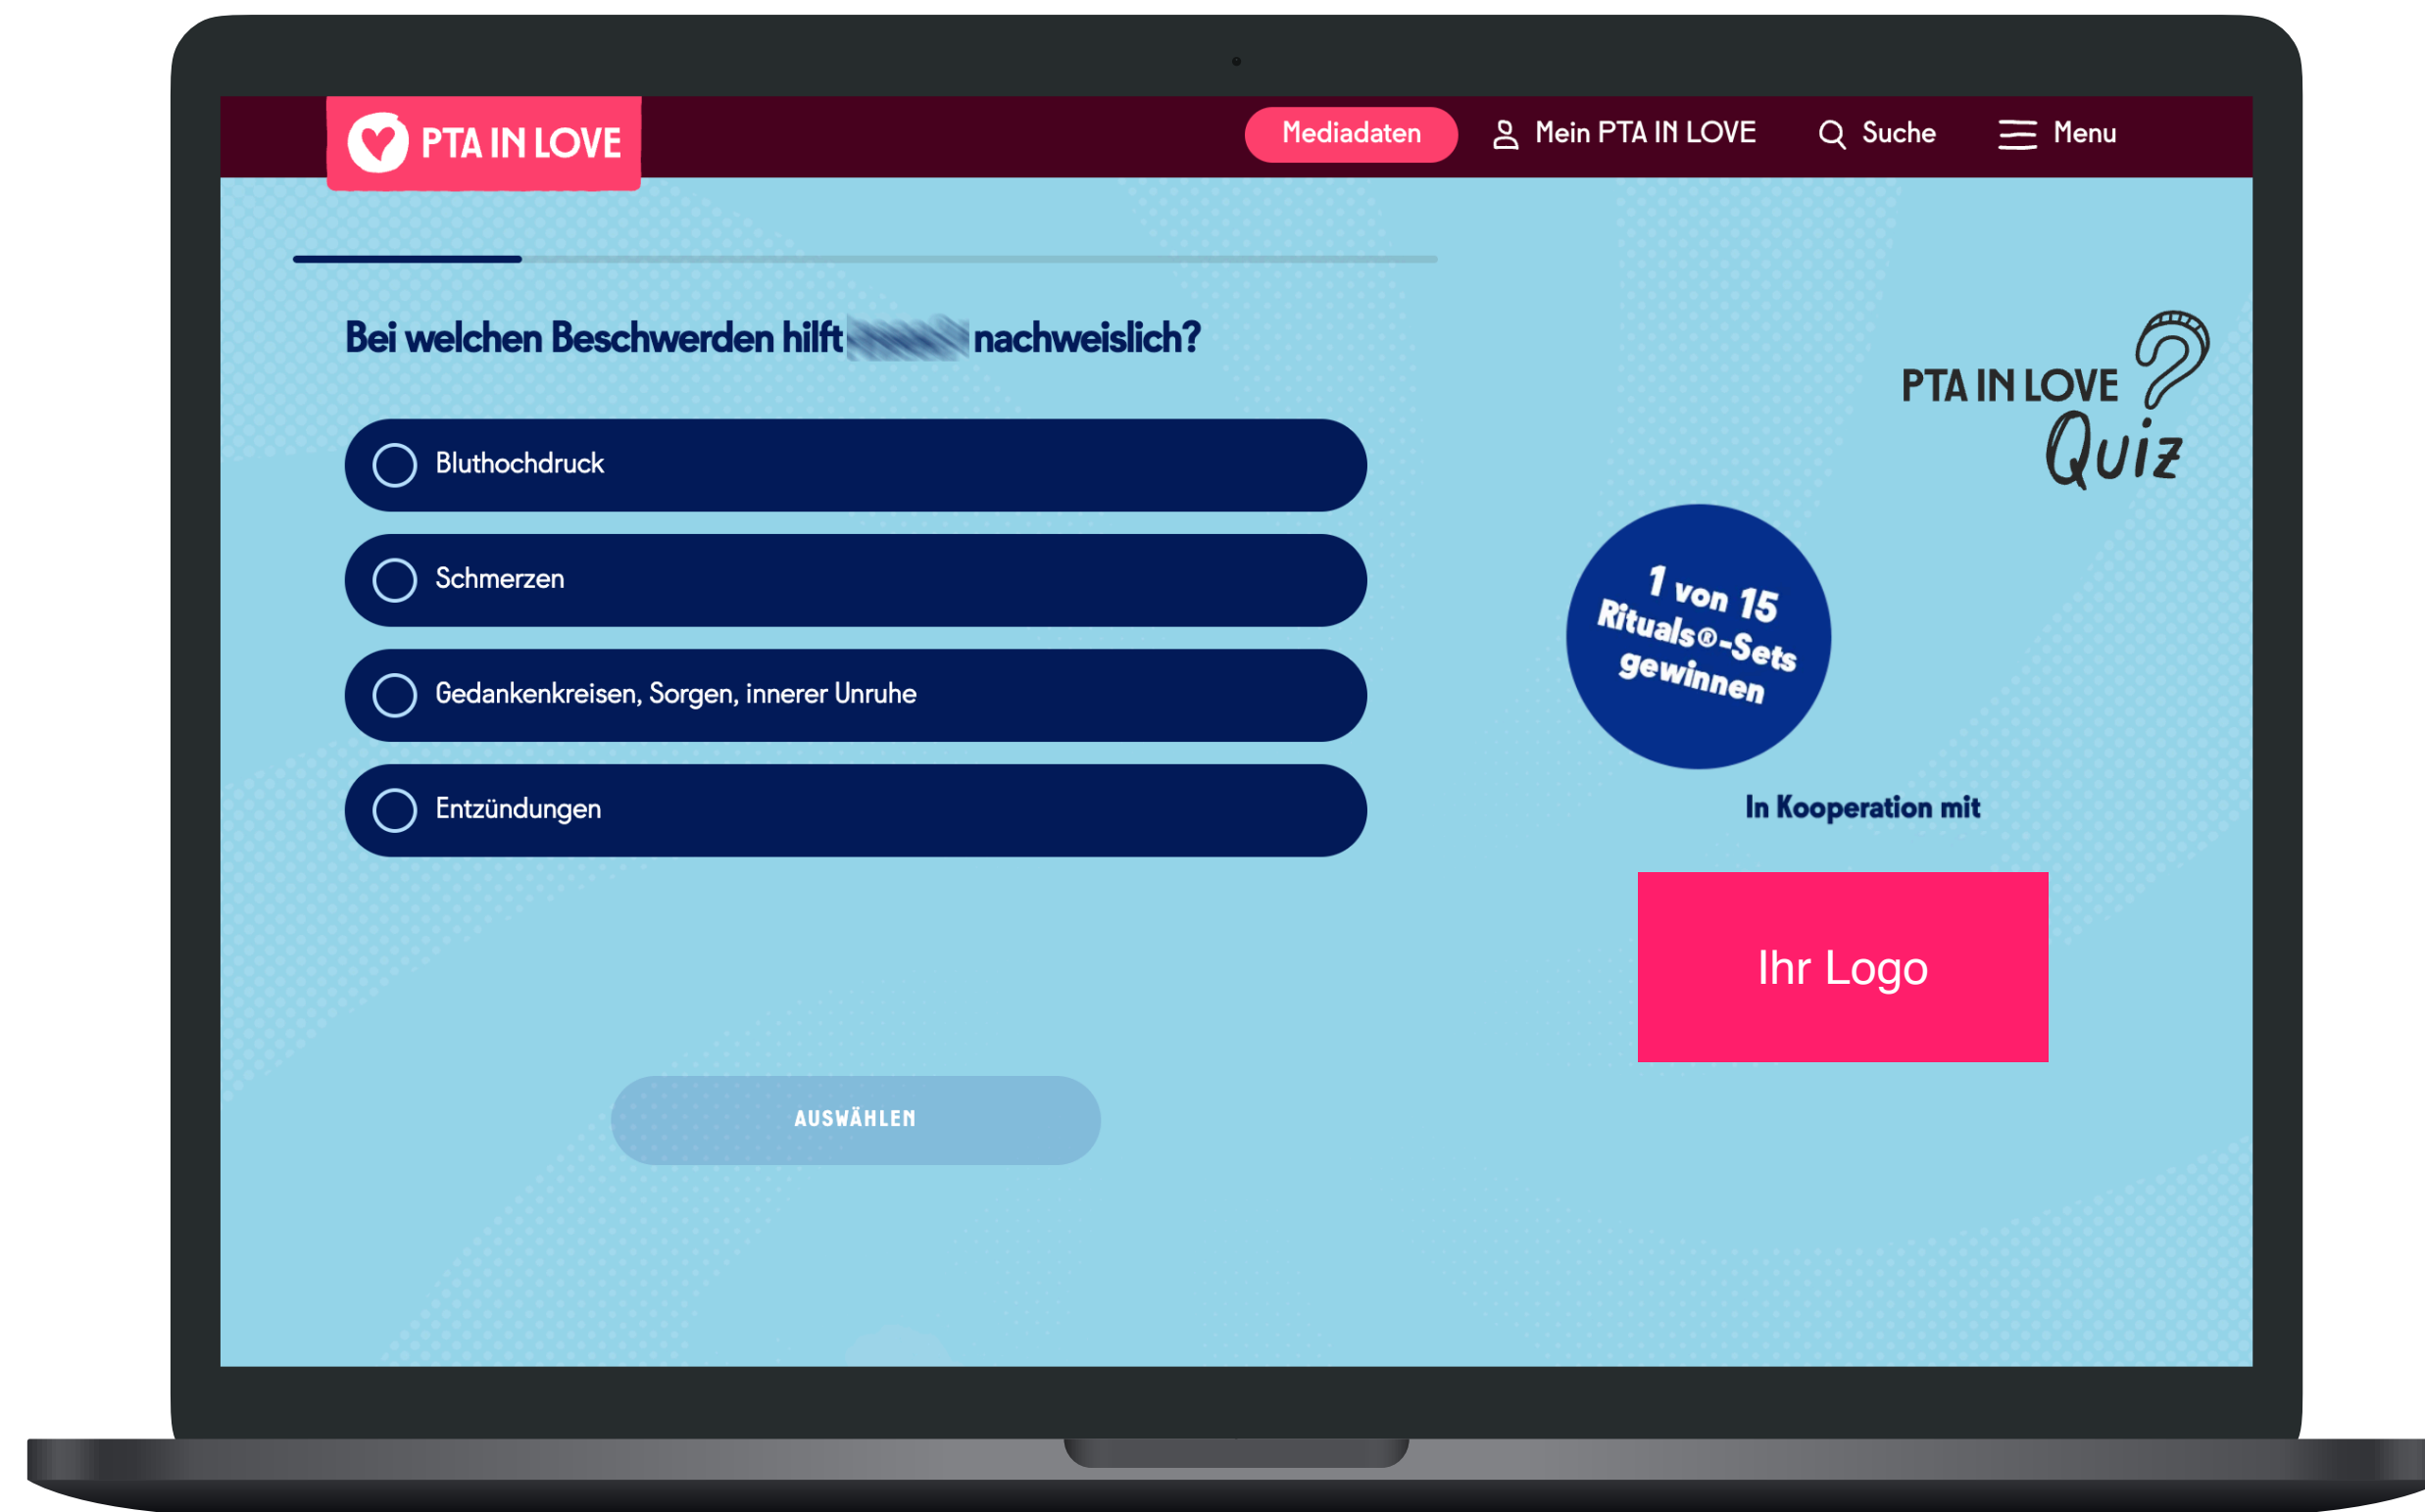 PTA IN LOVE
Mediadaten
Mein PTA IN LOVE
Suche
Menu
Bei welchen Beschwerden hilft nachweislich?
Bluthochdruck
Schmerzen
Gedankenkreisen, Sorgen, innerer Unruhe
Entzündungen
AUSWÄHLEN
PTA IN LOVE
Quiz
1 von 15
Rituals®-Sets
gewinnen
In Kooperation mit
Ihr Logo